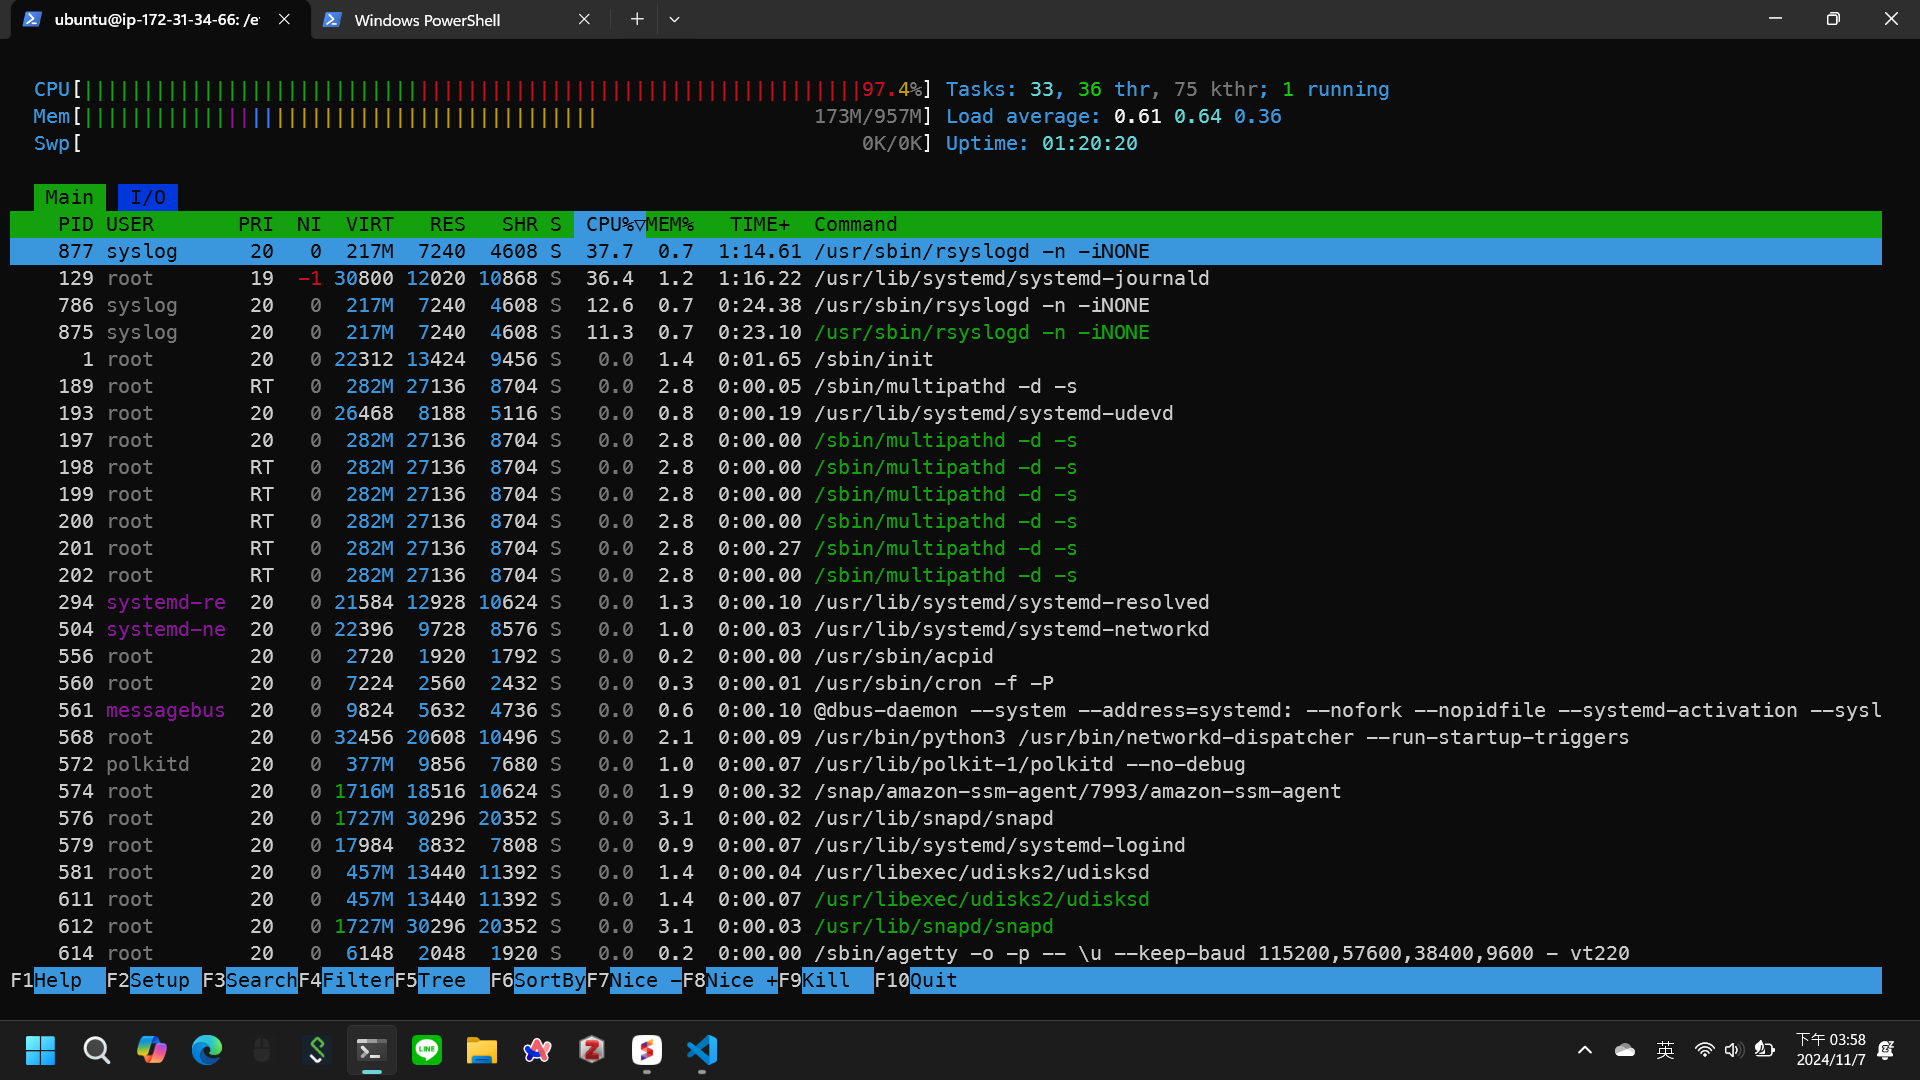 ubuntu@ip-172-31-34-66: /e
Windows PowerShell
CPU[||||||||||||||||||||||||||||||||||||||||||||||||||||||||||||||||||97.4%] Tasks: 33, 36 thr, 75 kthr; 1 running
Mem[||||||||||||||||||||||||||||||||||||||||||| 173M/957M] Load average: 0.61 0.64 0.36
Swp[ 0K/0K] Uptime: 01:20:20
Main I/O
PID USER PRI NI VIRT RES SHR S CPU%▽MEM% TIME+ Command
877 syslog 20 0 217M 7240 4608 S 37.7 0.7 1:14.61 /usr/sbin/rsyslogd -n -iNONE
129 root 19 -1 30800 12020 10868 S 36.4 1.2 1:16.22 /usr/lib/systemd/systemd-journald
786 syslog 20 0 217M 7240 4608 S 12.6 0.7 0:24.38 /usr/sbin/rsyslogd -n -iNONE
875 syslog 20 0 217M 7240 4608 S 11.3 0.7 0:23.10 /usr/sbin/rsyslogd -n -iNONE
1 root 20 0 22312 13424 9456 S 0.0 1.4 0:01.65 /sbin/init
189 root RT 0 282M 27136 8704 S 0.0 2.8 0:00.05 /sbin/multipathd -d -s
193 root 20 0 26468 8188 5116 S 0.0 0.8 0:00.19 /usr/lib/systemd/systemd-udevd
197 root 20 0 282M 27136 8704 S 0.0 2.8 0:00.00 /sbin/multipathd -d -s
198 root RT 0 282M 27136 8704 S 0.0 2.8 0:00.00 /sbin/multipathd -d -s
199 root RT 0 282M 27136 8704 S 0.0 2.8 0:00.00 /sbin/multipathd -d -s
200 root RT 0 282M 27136 8704 S 0.0 2.8 0:00.00 /sbin/multipathd -d -s
201 root RT 0 282M 27136 8704 S 0.0 2.8 0:00.27 /sbin/multipathd -d -s
202 root RT 0 282M 27136 8704 S 0.0 2.8 0:00.00 /sbin/multipathd -d -s
294 systemd-re 20 0 21584 12928 10624 S 0.0 1.3 0:00.10 /usr/lib/systemd/systemd-resolved
504 systemd-ne 20 0 22396 9728 8576 S 0.0 1.0 0:00.03 /usr/lib/systemd/systemd-networkd
556 root 20 0 2720 1920 1792 S 0.0 0.2 0:00.00 /usr/sbin/acpid
560 root 20 0 7224 2560 2432 S 0.0 0.3 0:00.01 /usr/sbin/cron -f -P
561 messagebus 20 0 9824 5632 4736 S 0.0 0.6 0:00.10 @dbus-daemon --system --address=systemd: --nofork --nopidfile --systemd-activation --sysl
568 root 20 0 32456 20608 10496 S 0.0 2.1 0:00.09 /usr/bin/python3 /usr/bin/networkd-dispatcher --run-startup-triggers
572 polkitd 20 0 377M 9856 7680 S 0.0 1.0 0:00.07 /usr/lib/polkit-1/polkitd --no-debug
574 root 20 0 1716M 18516 10624 S 0.0 1.9 0:00.32 /snap/amazon-ssm-agent/7993/amazon-ssm-agent
576 root 20 0 1727M 30296 20352 S 0.0 3.1 0:00.02 /usr/lib/snapd/snapd
579 root 20 0 17984 8832 7808 S 0.0 0.9 0:00.07 /usr/lib/systemd/systemd-logind
581 root 20 0 457M 13440 11392 S 0.0 1.4 0:00.04 /usr/libexec/udisks2/udisksd
611 root 20 0 457M 13440 11392 S 0.0 1.4 0:00.07 /usr/libexec/udisks2/udisksd
612 root 20 0 1727M 30296 20352 S 0.0 3.1 0:00.03 /usr/lib/snapd/snapd
614 root 20 0 6148 2048 1920 S 0.0 0.2 0:00.00 /sbin/agetty -o -p -- \u --keep-baud 115200,57600,38400,9600 - vt220
F1Help F2Setup F3SearchF4FilterF5Tree F6SortByF7Nice -F8Nice +F9Kill F10Quit
LINE
英
下午 03:58
2024/11/7